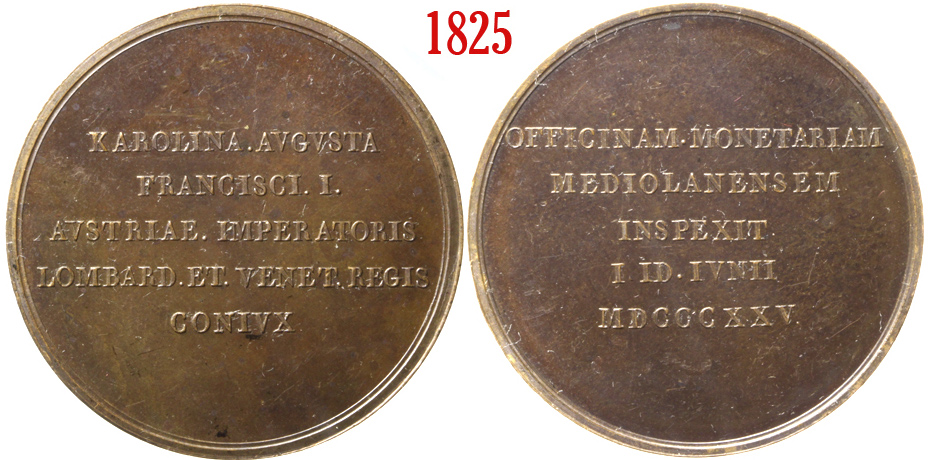 1825
KAROLINA.AVGVSTA
FRANCISCI.I.
AVSTRIAE.IMPERATORIS
LOMBARD.ET.VENET.REGIS
CONIVX
OFFICINAM·MONETARIAM
MEDIOLANENSEM
INSPEXIT
I ID·IVNII
MDCCCXXV